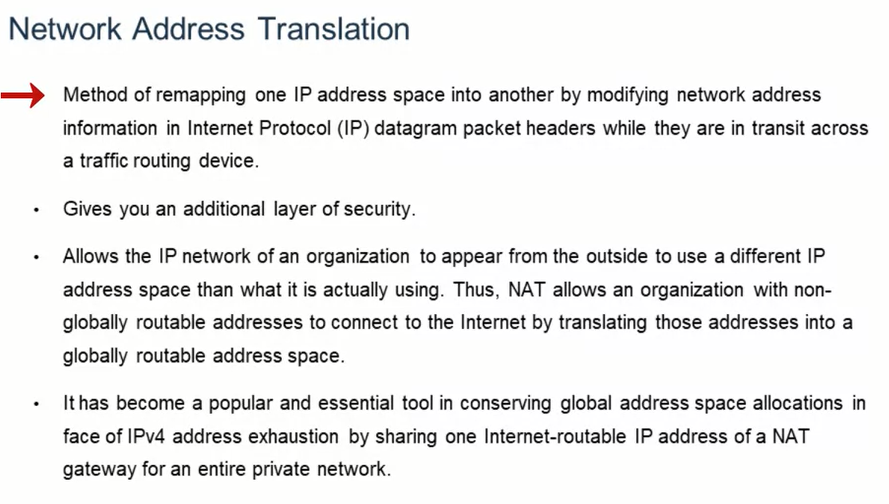 Network Address Translation
Method of remapping one IP address space into another by modifying network address
information in Internet Protocol (IP) datagram packet headers while they are in transit across
a traffic routing device.
• Gives you an additional layer of security.
• Allows the IP network of an organization to appear from the outside to use a different IP
address space than what it is actually using. Thus, NAT allows an organization with non-
globally routable addresses to connect to the Internet by translating those addresses into a
globally routable address space.
• It has become a popular and essential tool in conserving global address space allocations in
face of IPv4 address exhaustion by sharing one Internet-routable IP address of a NAT
gateway for an entire private network.